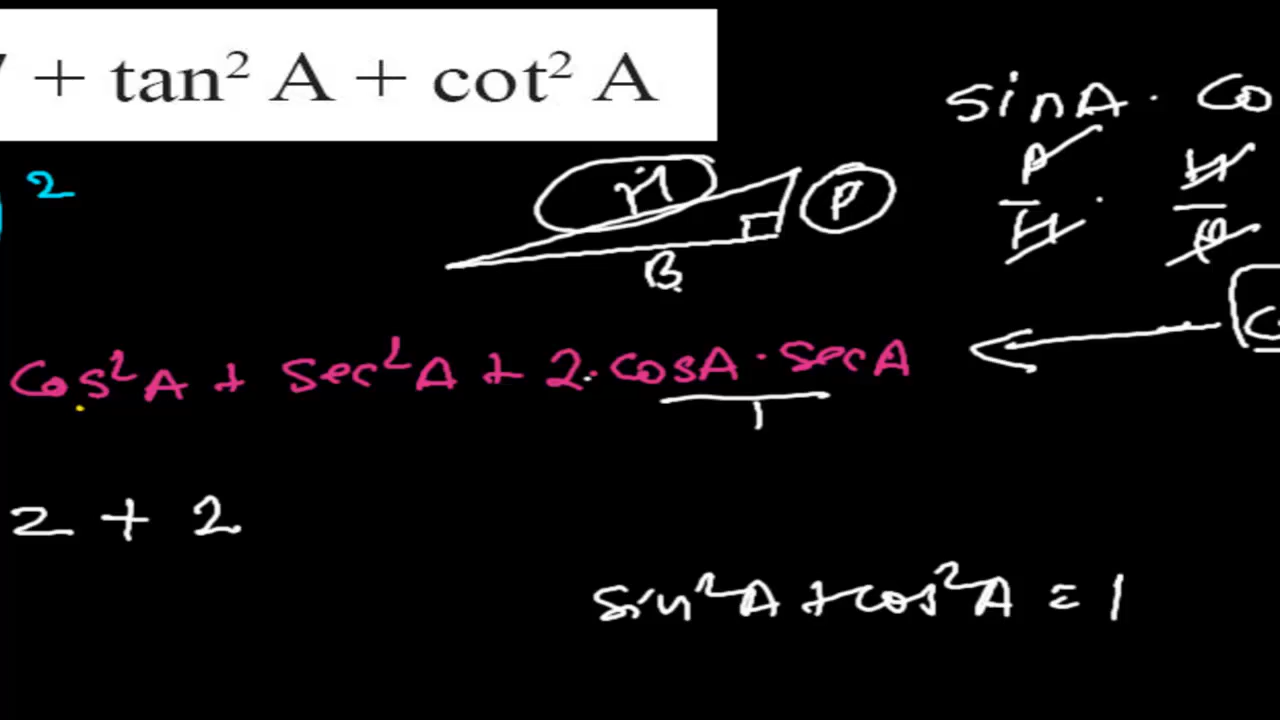 + tan² A + cot² A
sinA · Co
P H
H P
2
H
P
B
cos²A + sec²A + 2·cosA·secA
1
2 + 2
sin²A + cos²A = 1